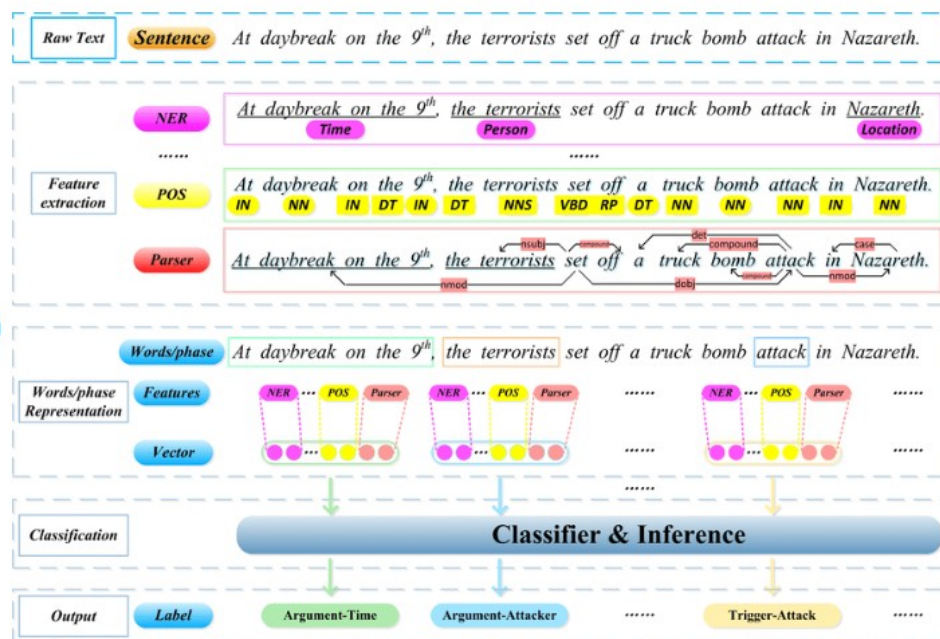 Raw Text Sentence At daybreak on the 9th, the terrorists set off a truck bomb attack in Nazareth.
NER At daybreak on the 9th, the terrorists set off a truck bomb attack in Nazareth.
Time Person Location
...... ......
Feature extraction
POS At daybreak on the 9th, the terrorists set off a truck bomb attack in Nazareth.
IN NN IN DT IN DT NNS VBD RP DT NN NN NN IN NN
det
nsubj compound compound case
Parser At daybreak on the 9th, the terrorists set off a truck bomb attack in Nazareth.
nmod dobj compound nmod
Words/phase At daybreak on the 9th, the terrorists set off a truck bomb attack in Nazareth.
Words/phase Representation
Features NER ... POS Parser NER ... POS Parser ...... NER ... POS Parser ......
Vector ... ... ...... ... ......
......
Classification Classifier & Inference
Output Label Argument-Time Argument-Attacker ...... Trigger-Attack ......